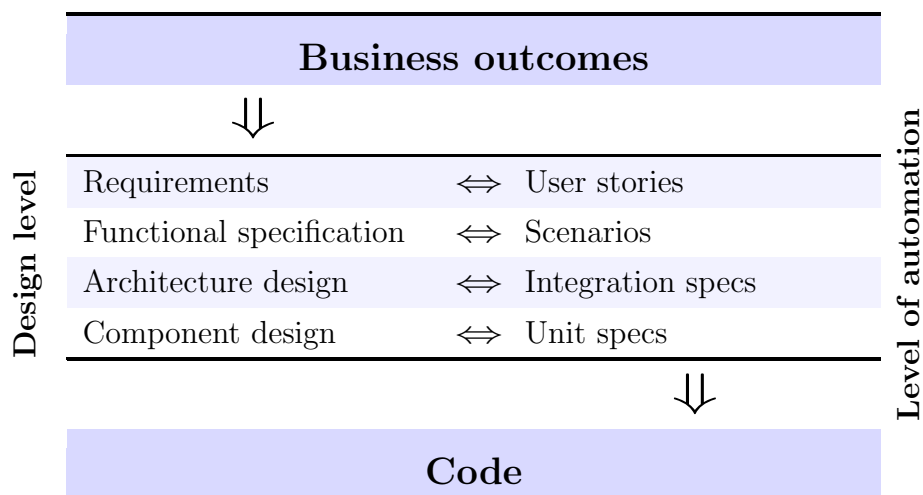 Business outcomes
⇓
Design level
Level of automation
Requirements ⇔ User stories
Functional specification ⇔ Scenarios
Architecture design ⇔ Integration specs
Component design ⇔ Unit specs
⇓
Code